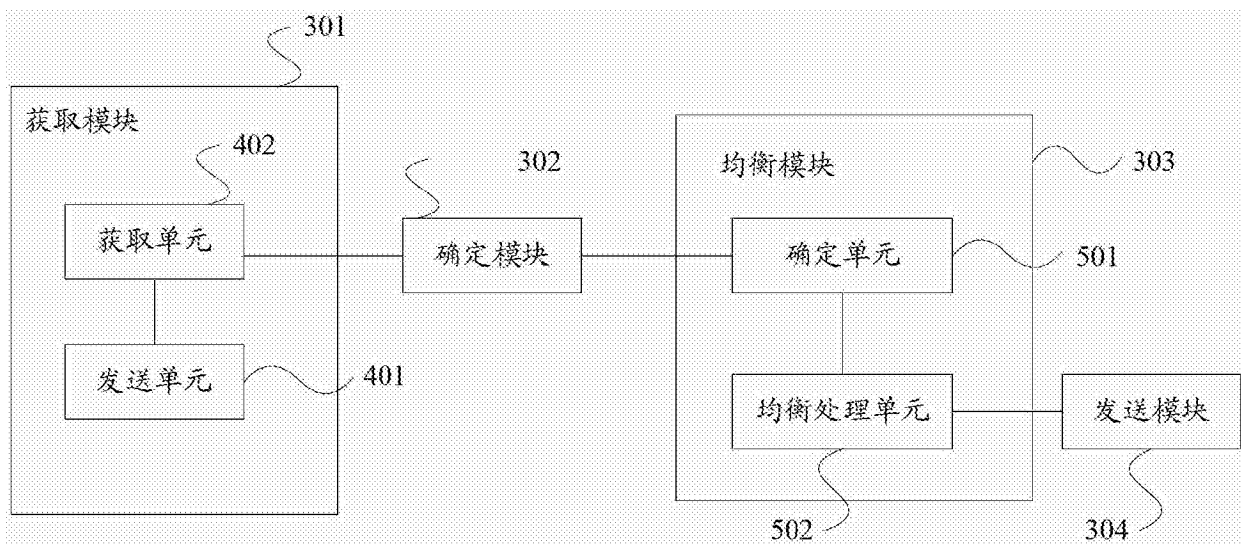 301
获取模块
402
302
均衡模块
303
获取单元
确定模块
确定单元
501
发送单元
401
均衡处理单元
发送模块
502
304